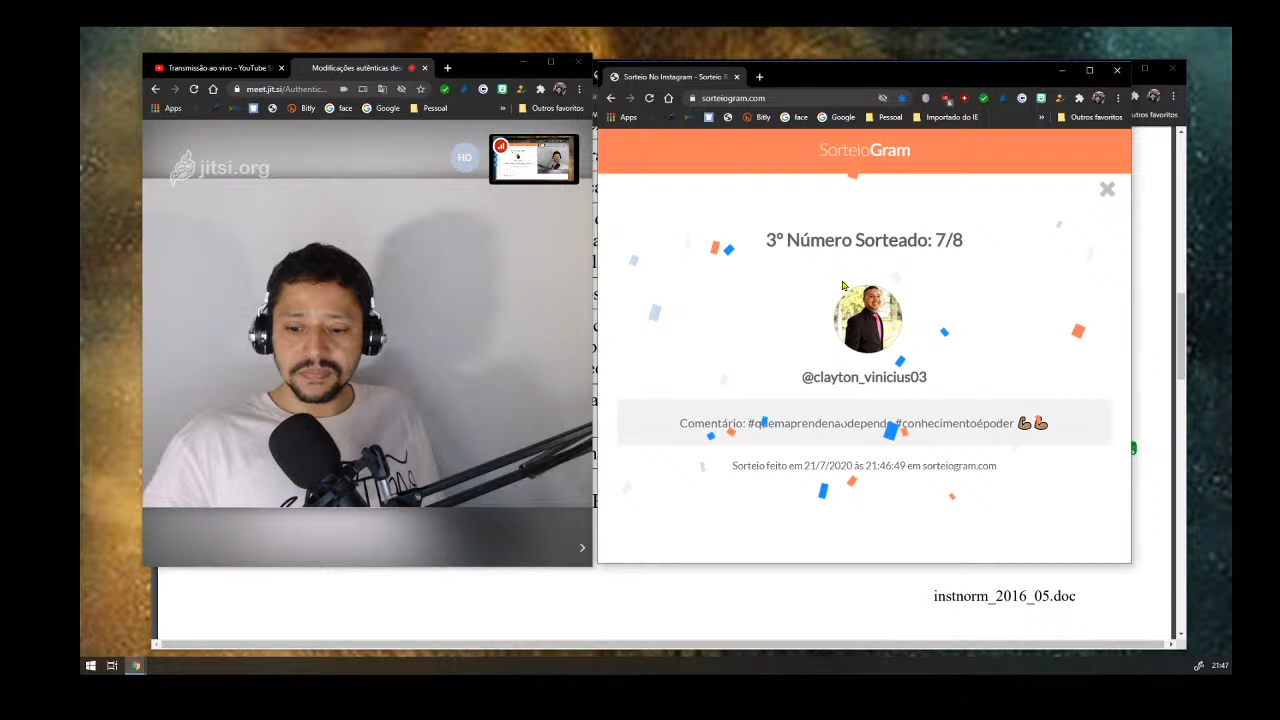 Transmissão ao vivo - YouTube S
Modificações autênticas des
meet.jit.si/Authentic...
Apps
Bitly
face
Google
Pessoal
»
Outros favoritos
jitsi.org
HD
Sorteio No Instagram - Sorteio R
sorteiogram.com
Apps
Bitly
face
Google
Pessoal
Importado do IE
»
Outros favoritos
outros favoritos
SorteioGram
3º Número Sorteado: 7/8
@clayton_vinicius03
Comentário: #quemaprendenaodepende #conhecimentoépoder 💪🏾💪🏾
Sorteio feito em 21/7/2020 às 21:46:49 em sorteiogram.com
instnorm_2016_05.doc
21:47